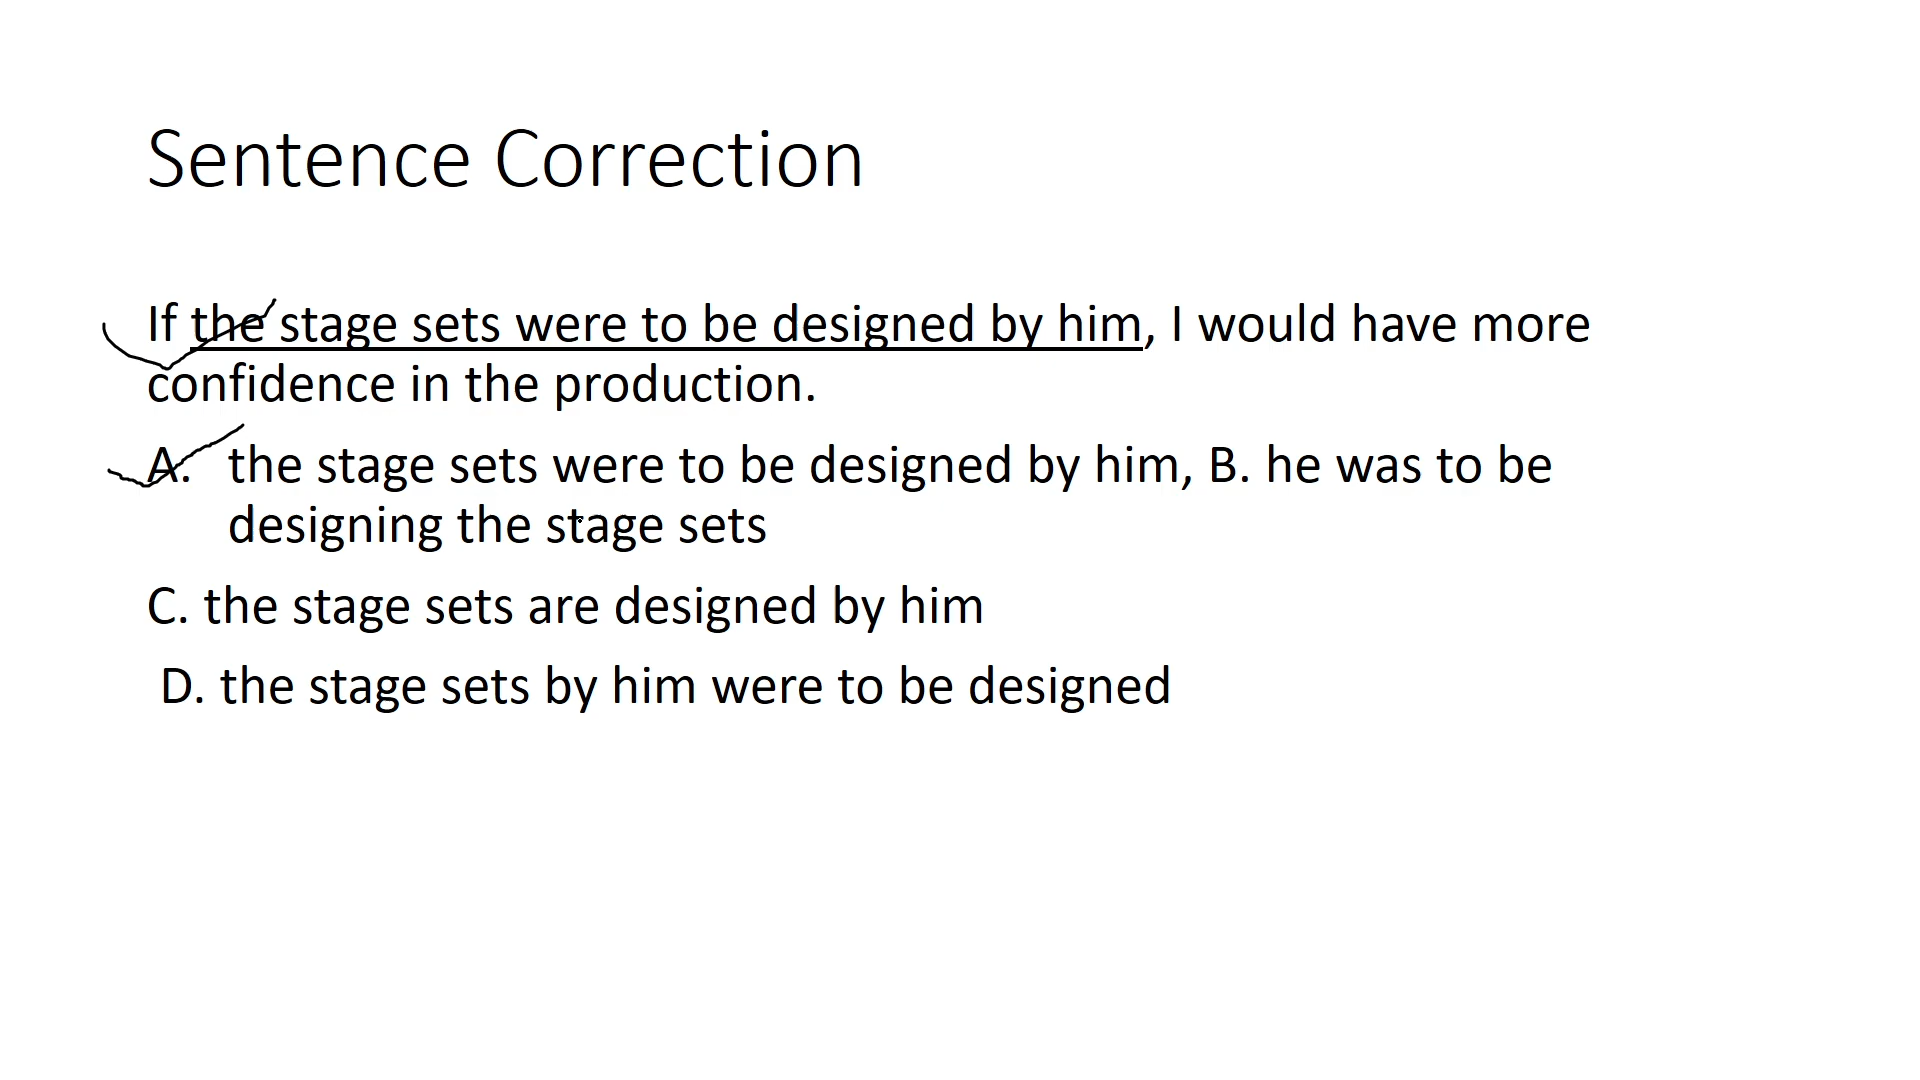 Sentence Correction
If the stage sets were to be designed by him, I would have more
confidence in the production.
A. the stage sets were to be designed by him, B. he was to be
designing the stage sets
C. the stage sets are designed by him
D. the stage sets by him were to be designed